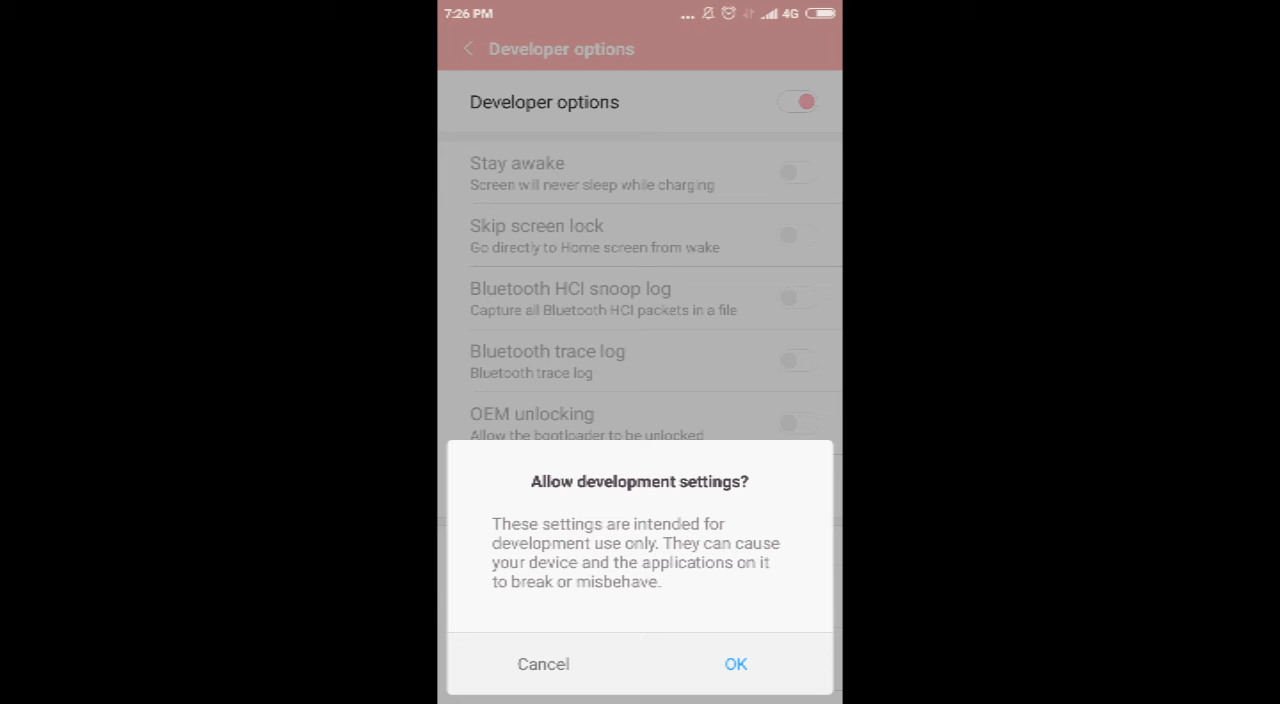 7:26 PM ... 4G
Developer options
Developer options
Stay awake
Screen will never sleep while charging
Skip screen lock
Go directly to Home screen from wake
Bluetooth HCI snoop log
Capture all Bluetooth HCI packets in a file
Bluetooth trace log
Bluetooth trace log
OEM unlocking
Allow the bootloader to be unlocked
Allow development settings?
These settings are intended for
development use only. They can cause
your device and the applications on it
to break or misbehave.
Cancel OK